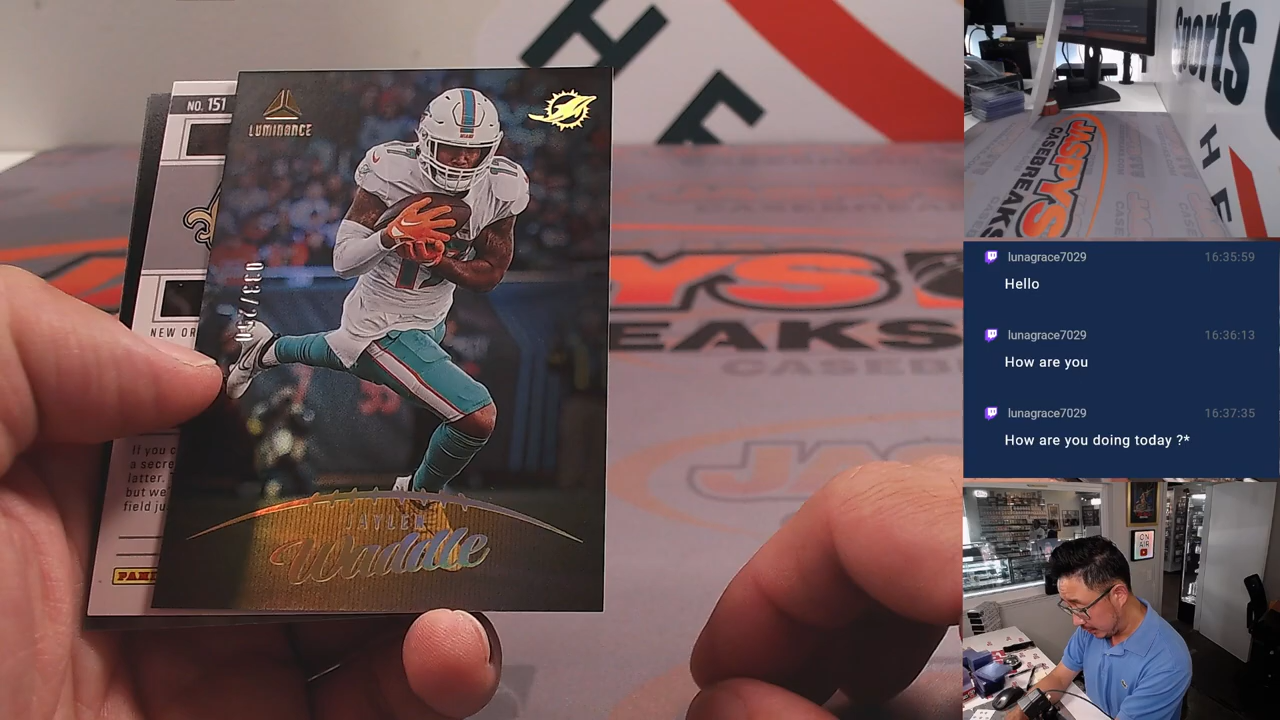 NO. 151
LUMINANCE
NEW OR
If you c
a secre
latter.
but we
field ju
PANI
JAYLEN
Waddle
H
E
JASPYS
CASEBREAKS
Sports
H
E
lunagrace7029 16:35:59
Hello
lunagrace7029 16:36:13
How are you
lunagrace7029 16:37:35
How are you doing today ?*
ON
AIR